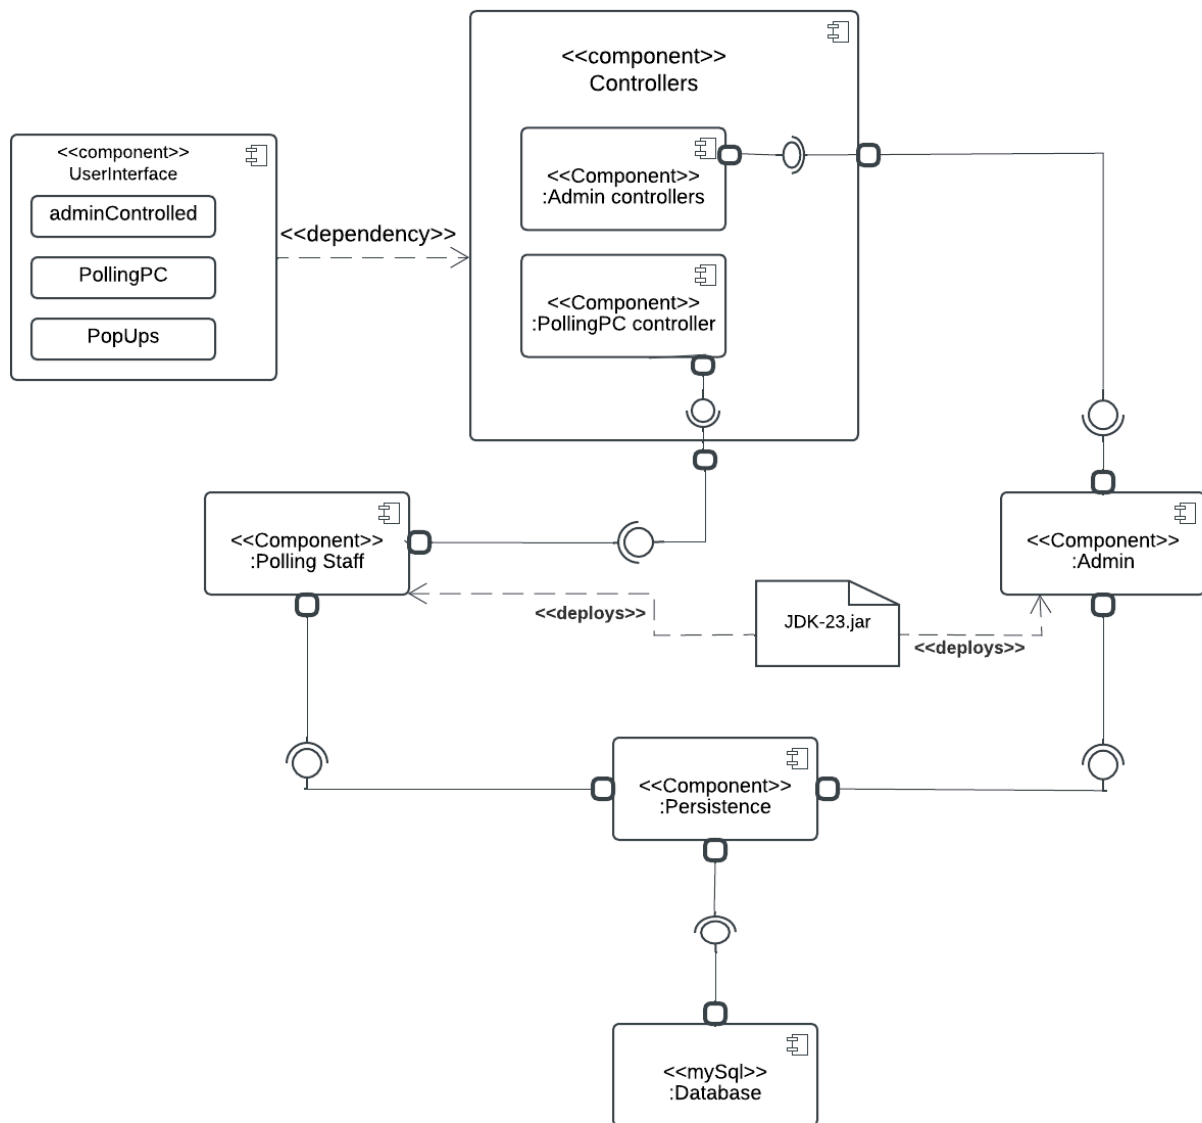 <<component>>
Controllers
<<component>>
UserInterface
adminControlled
PollingPC
PopUps
<<dependency>>
<<Component>>
:Admin controllers
<<Component>>
:PollingPC controller
<<Component>>
:Polling Staff
<<Component>>
:Admin
<<deploys>>
JDK-23.jar
<<deploys>>
<<Component>>
:Persistence
<<mySql>>
:Database